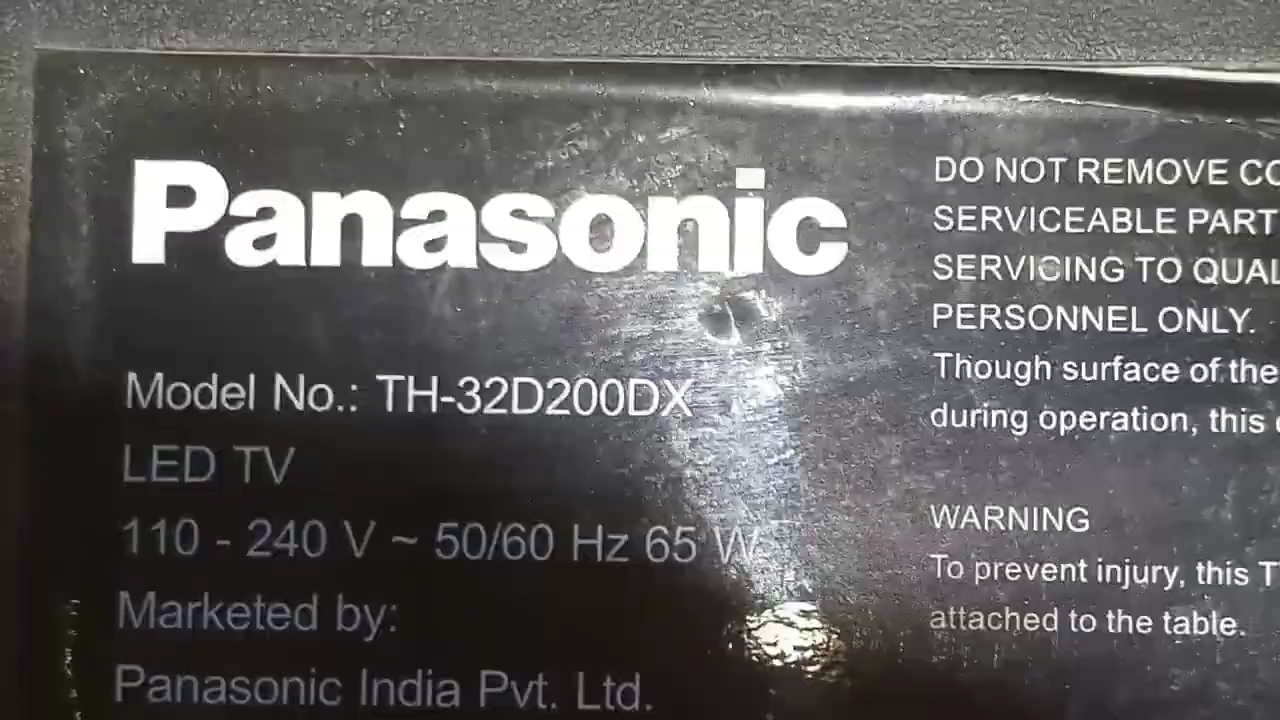 Panasonic
Model No.: TH-32D200DX
LED TV
110 - 240 V ~ 50/60 Hz 65 W
Marketed by:
Panasonic India Pvt. Ltd.
DO NOT REMOVE
SERVICEABLE PART
SERVICING TO
PERSONNEL ONLY.
Though surface of the
during operation, this
WARNING
To prevent injury, this
attached to the table.